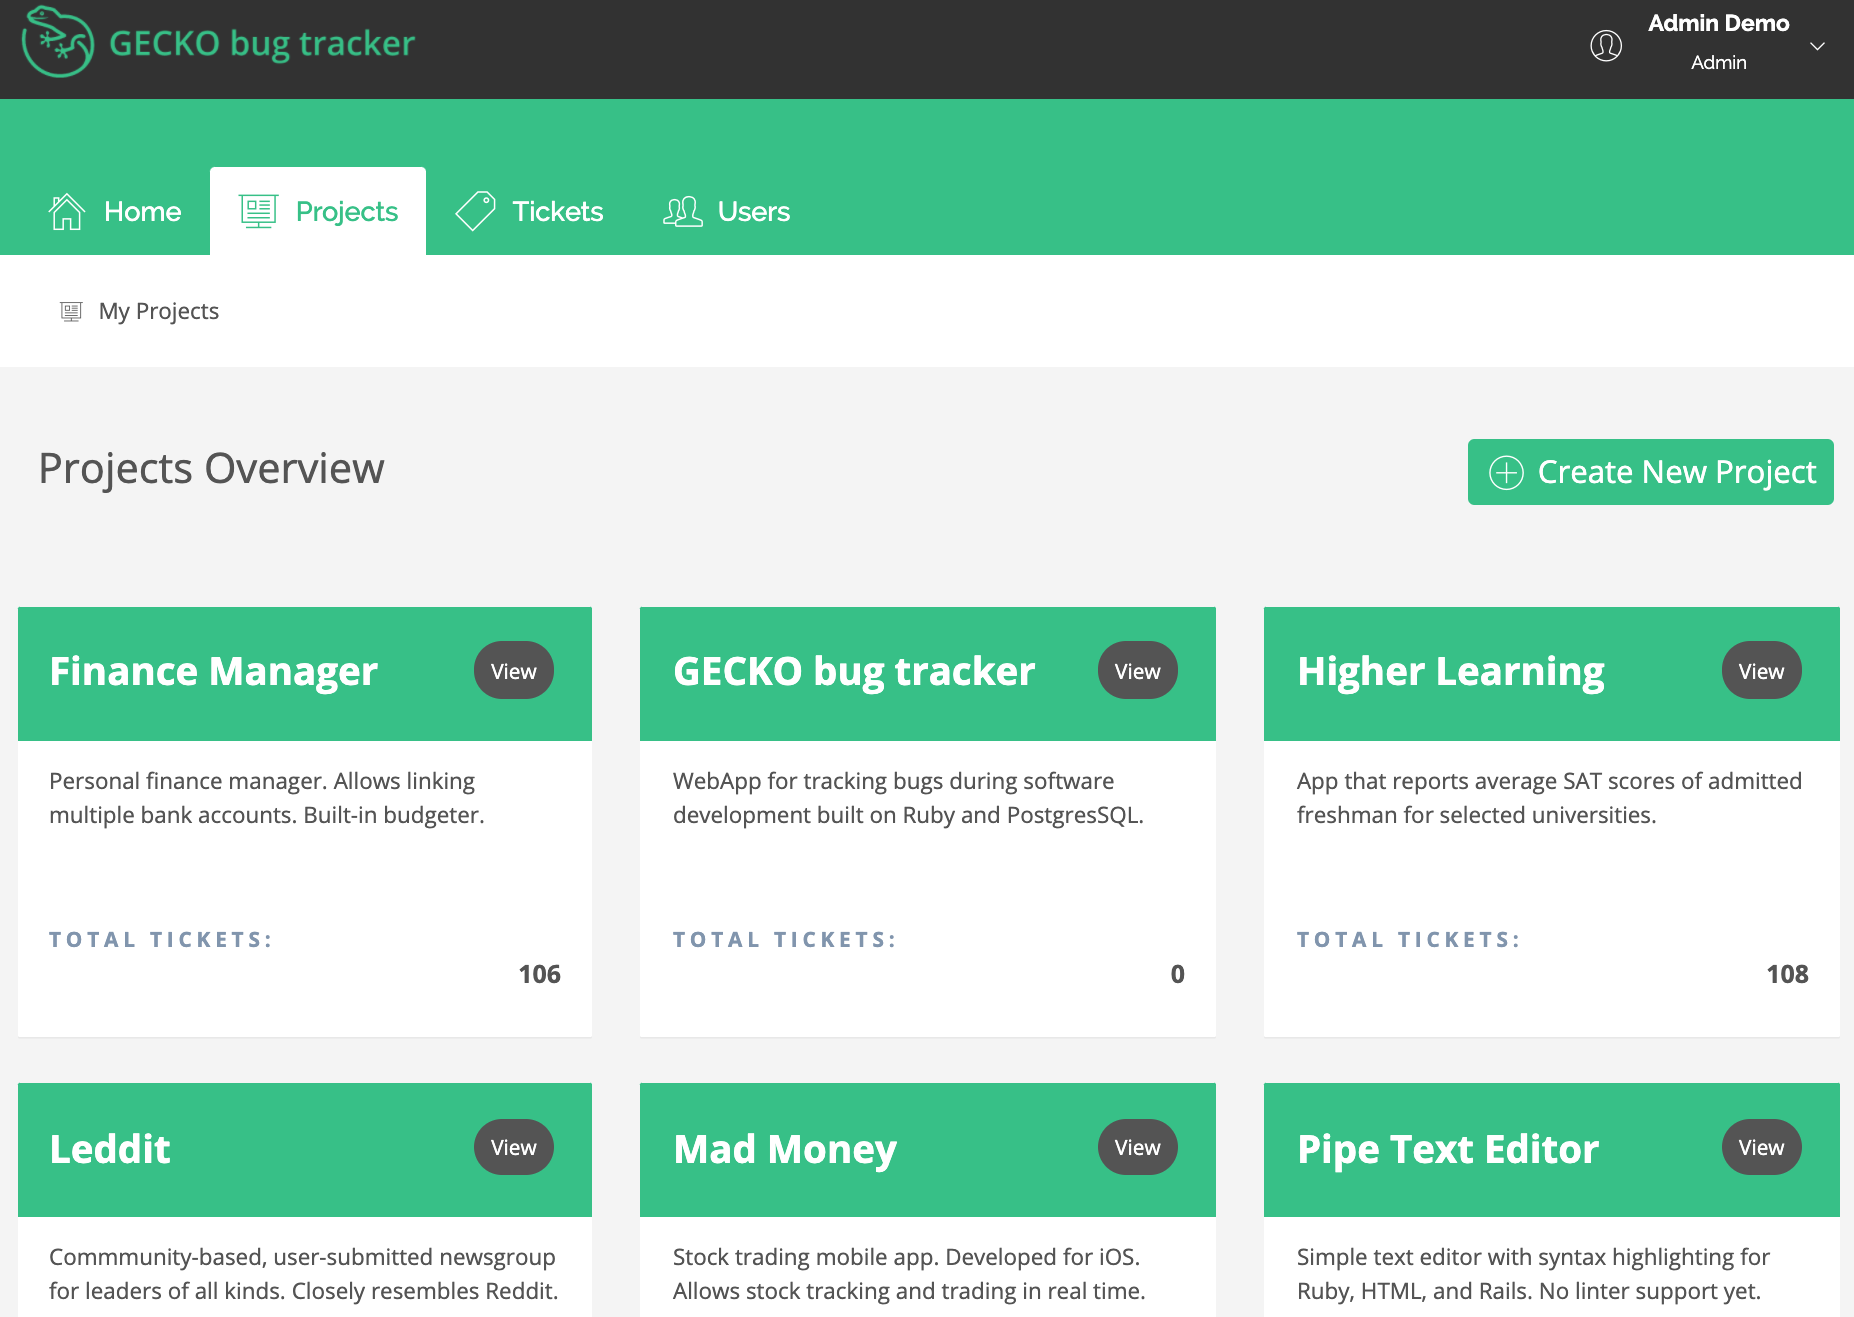 GECKO bug tracker
Admin Demo
Admin
Home
Projects
Tickets
Users
My Projects
Projects Overview
Create New Project
Finance Manager
View
Personal finance manager. Allows linking
multiple bank accounts. Built-in budgeter.
TOTAL TICKETS:
106
GECKO bug tracker
View
WebApp for tracking bugs during software
development built on Ruby and PostgresSQL.
TOTAL TICKETS:
0
Higher Learning
View
App that reports average SAT scores of admitted
freshman for selected universities.
TOTAL TICKETS:
108
Leddit
View
Commmunity-based, user-submitted newsgroup
for leaders of all kinds. Closely resembles Reddit.
Mad Money
View
Stock trading mobile app. Developed for iOS.
Allows stock tracking and trading in real time.
Pipe Text Editor
View
Simple text editor with syntax highlighting for
Ruby, HTML, and Rails. No linter support yet.